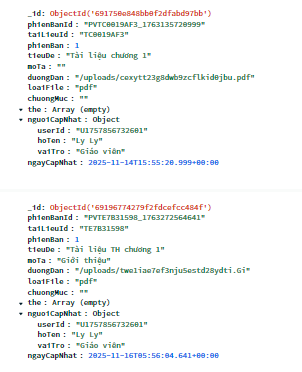 _id: ObjectId('691750e848bb0f2dfabd97bb')
phienBanId : "PVTC0019AF3_1763135720999"
taiLieuId : "TC0019AF3"
phienBan : 1
tieuDe : "Tài liệu chương 1"
moTa : ""
duongDan : "/uploads/cexytt23g8dwb9zcflkid0jbu.pdf"
loaiFile : "pdf"
chuongMuc : ""
the : Array (empty)
nguoiCapNhat : Object
userId : "U1757856732601"
hoTen : "Ly Ly"
vaiTro : "Giáo viên"
ngayCapNhat : 2025-11-14T15:55:20.999+00:00
_id: ObjectId('69196774279f2fdcefcc484f')
phienBanId : "PVTE7B31598_1763272564641"
taiLieuId : "TE7B31598"
phienBan : 1
tieuDe : "Tài liệu TH chương 1"
moTa : "Giới thiệu"
duongDan : "/uploads/twe1iae7ef3nju5estd28ydti.Gi"
loaiFile : "pdf"
chuongMuc : ""
the : Array (empty)
nguoiCapNhat : Object
userId : "U1757856732601"
hoTen : "Ly Ly"
vaiTro : "Giáo viên"
ngayCapNhat : 2025-11-16T05:56:04.641+00:00